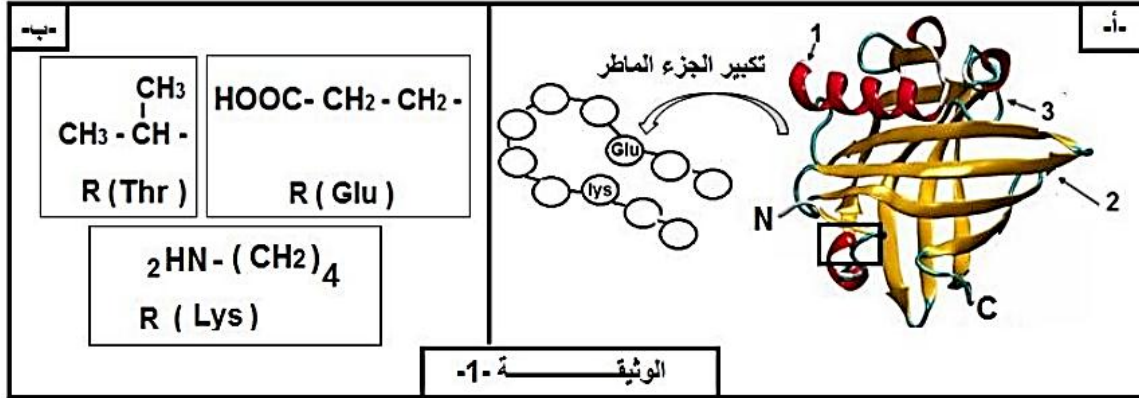 -أ-
1
تكبير الجزء الماطر
3
Glu
lys
2
N
C
-ب-
CH3
CH3 - CH -
R (Thr)
HOOC- CH2 - CH2 -
R ( Glu )
2HN - ( CH2 ) 4
R ( Lys )
الوثيقة -1-